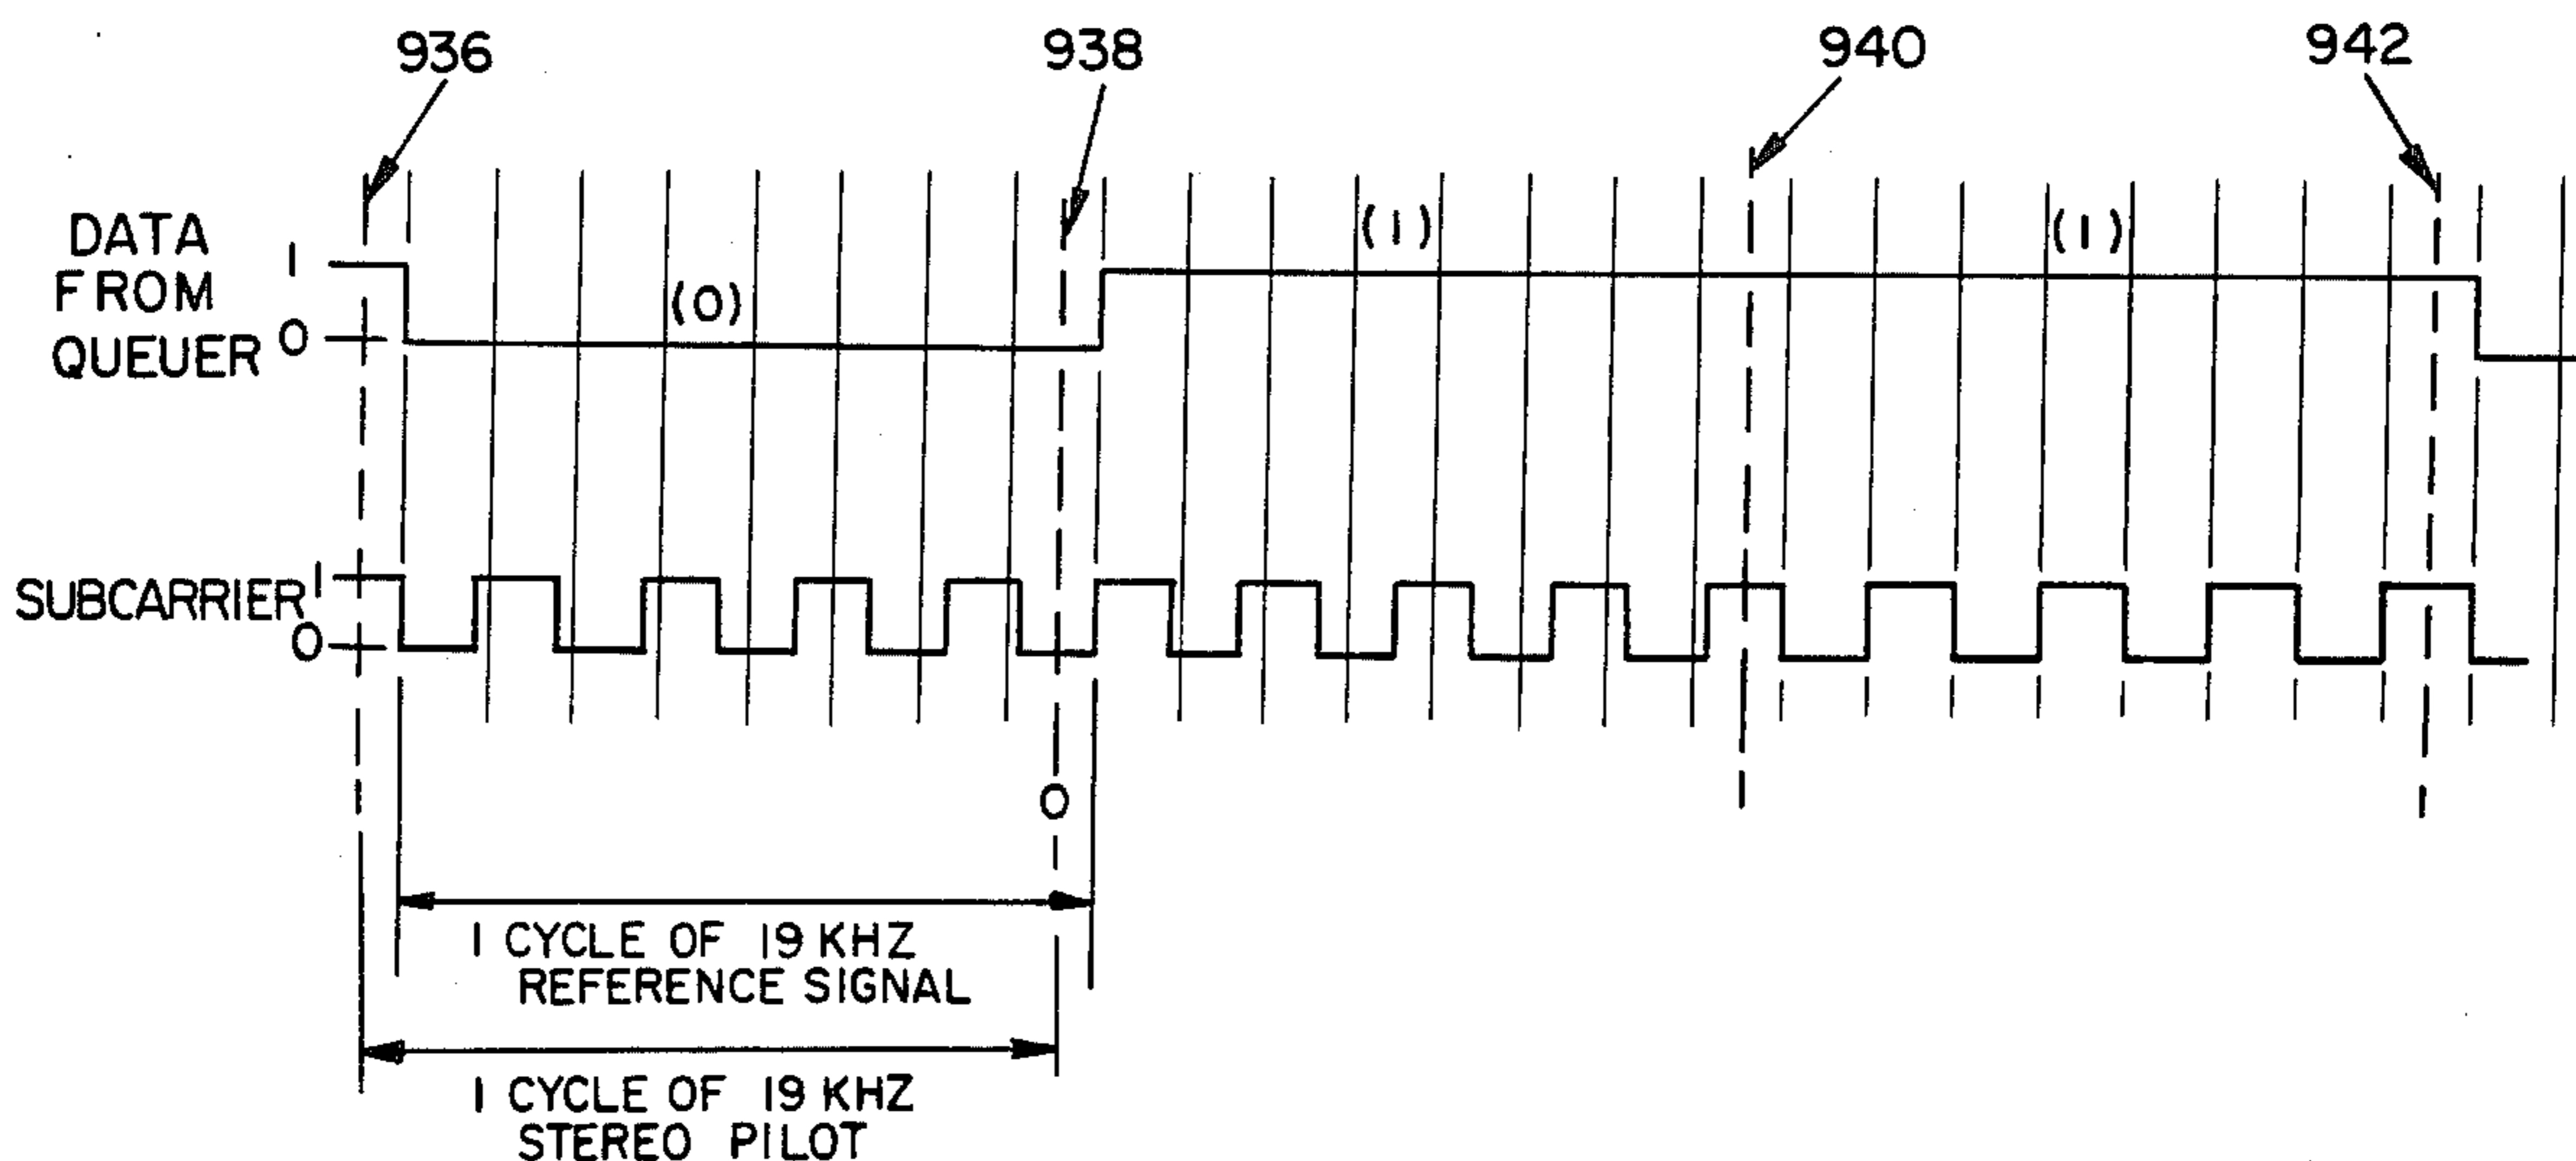 936
938
940
942
DATA
FROM
QUEUER
1
0
(0)
(1)
(1)
SUBCARRIER
1
0
0
1 CYCLE OF 19 KHZ
REFERENCE SIGNAL
1 CYCLE OF 19 KHZ
STEREO PILOT